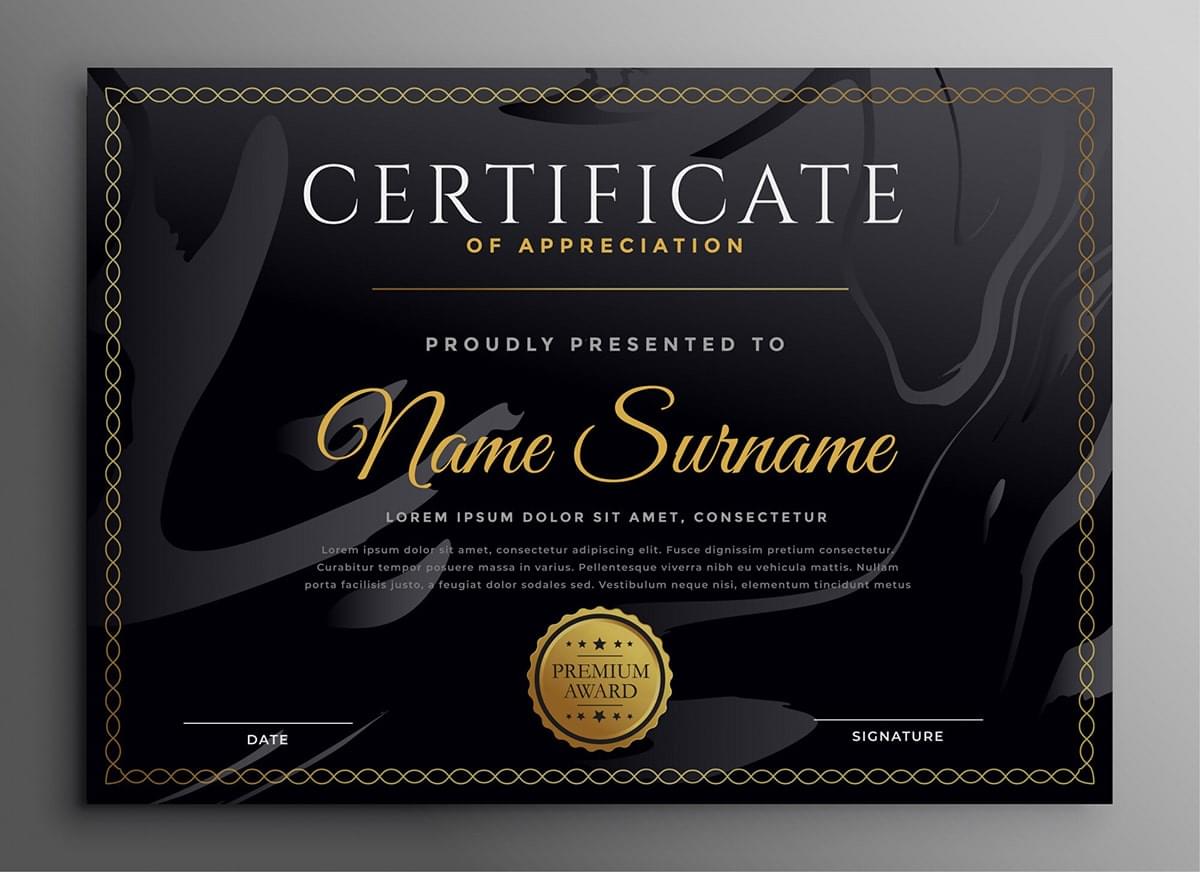 CERTIFICATE
OF APPRECIATION
PROUDLY PRESENTED TO
Name Surname
LOREM IPSUM DOLOR SIT AMET, CONSECTETUR
Lorem ipsum dolor sit amet, consectetur adipiscing elit. Fusce dignissim pretium consectetur.
Curabitur tempor posuere massa in varius. Pellentesque viverra nibh eu vehicula mattis. Nullam
porta facilisis justo, a feugiat dolor sodales sed. Vestibulum neque nisi, elementum tincidunt metus
PREMIUM
AWARD
DATE
SIGNATURE